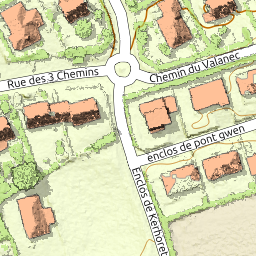 Rue des 3 Chemins
Chemin du Valanec
enclos de pont gwen
Enclos de Kerhoret